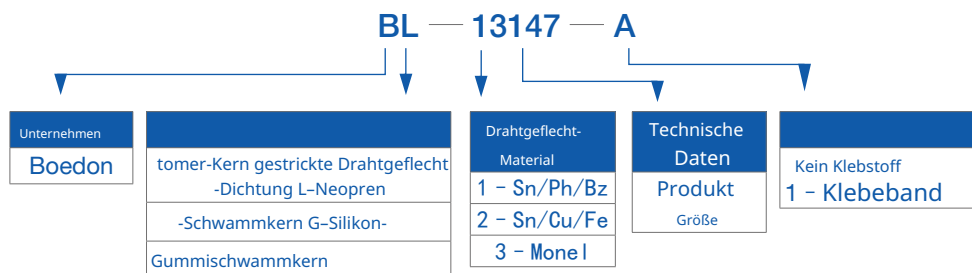 BL — 13147 — A
Unternehmen
Boedon
tomer-Kern gestrickte Drahtgeflecht
-Dichtung L–Neopren
-Schwammkern G–Silikon-
Gummischwammkern
Drahtgeflecht-
Material
1 - Sn/Ph/Bz
2 - Sn/Cu/Fe
3 - Monel
Technische
Daten
Produkt
Größe
Kein Klebstoff
1 - Klebeband